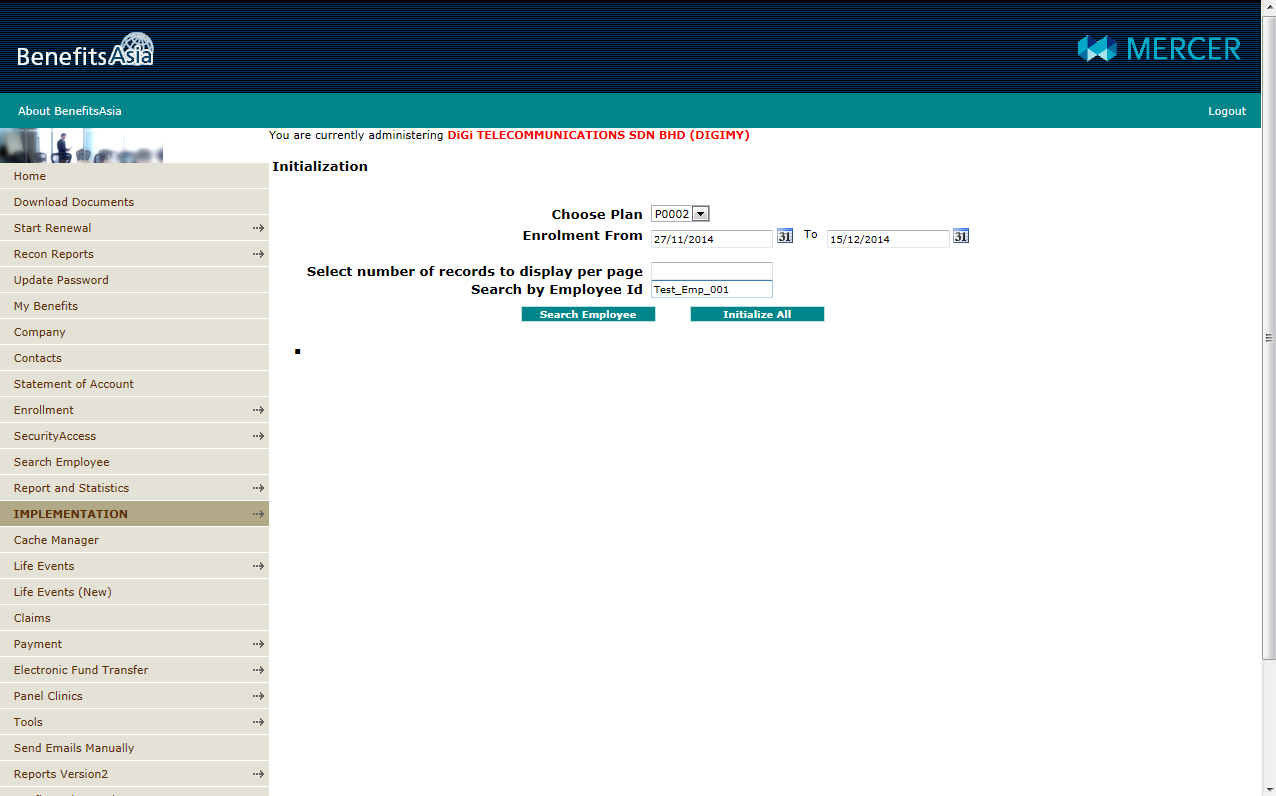 BenefitsAsia
MERCER
About BenefitsAsia
Logout
You are currently administering DiGi TELECOMMUNICATIONS SDN BHD (DIGIMY)
Initialization
Choose Plan P0002
Enrolment From 27/11/2014 31 To 15/12/2014 31
Select number of records to display per page
Search by Employee Id Test_Emp_001
Search Employee Initialize All
Home
Download Documents
Start Renewal
Recon Reports
Update Password
My Benefits
Company
Contacts
Statement of Account
Enrollment
SecurityAccess
Search Employee
Report and Statistics
IMPLEMENTATION
Cache Manager
Life Events
Life Events (New)
Claims
Payment
Electronic Fund Transfer
Panel Clinics
Tools
Send Emails Manually
Reports Version2